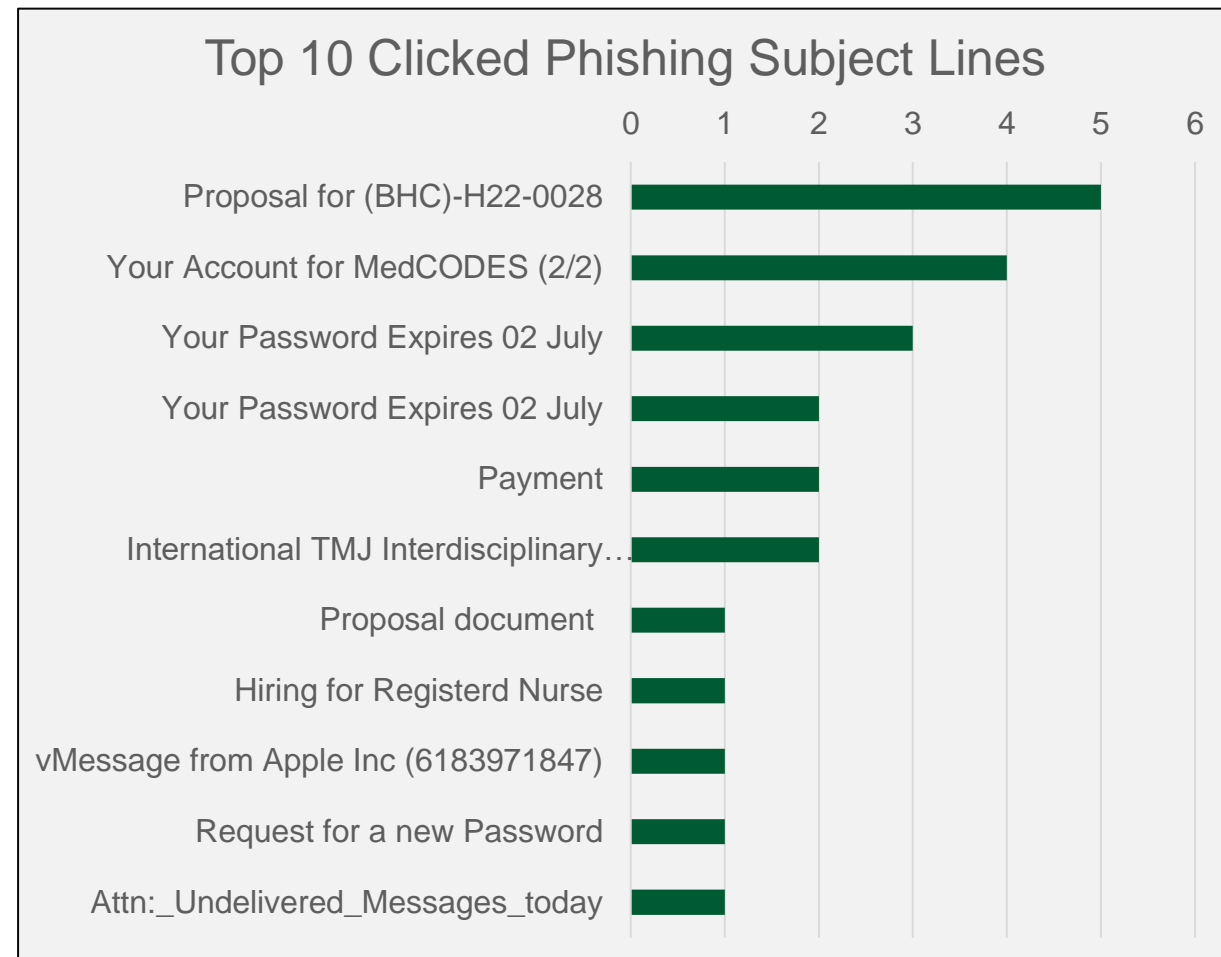 Top 10 Clicked Phishing Subject Lines
0 1 2 3 4 5 6
Proposal for (BHC)-H22-0028
Your Account for MedCODES (2/2)
Your Password Expires 02 July
Your Password Expires 02 July
Payment
International TMJ Interdisciplinary…
Proposal document
Hiring for Registerd Nurse
vMessage from Apple Inc (6183971847)
Request for a new Password
Attn:_Undelivered_Messages_today